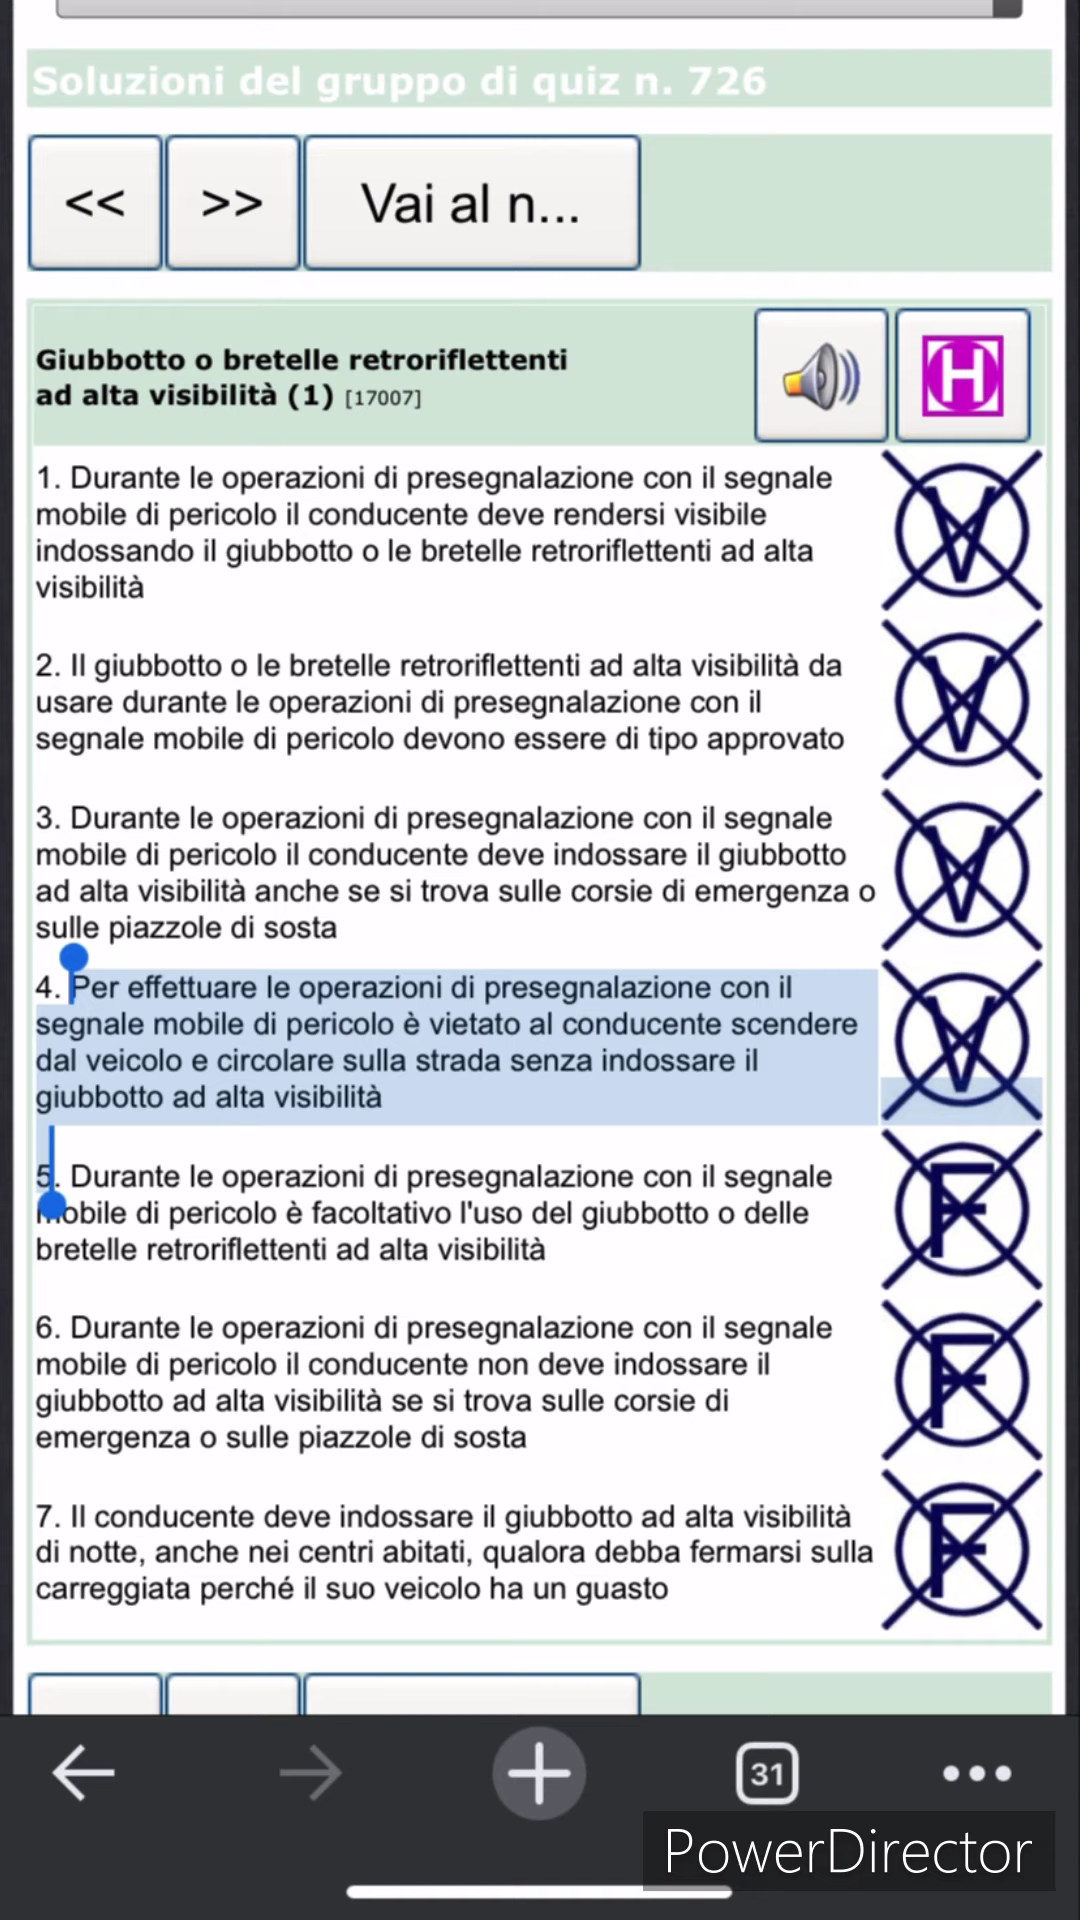 Soluzioni del gruppo di quiz n. 726
<< >> Vai al n...
Giubbotto o bretelle retroriflettenti
ad alta visibilità (1) [17007]
H
1. Durante le operazioni di presegnalazione con il segnale
mobile di pericolo il conducente deve rendersi visibile
indossando il giubbotto o le bretelle retroriflettenti ad alta
visibilità
V
2. Il giubbotto o le bretelle retroriflettenti ad alta visibilità da
usare durante le operazioni di presegnalazione con il
segnale mobile di pericolo devono essere di tipo approvato
V
3. Durante le operazioni di presegnalazione con il segnale
mobile di pericolo il conducente deve indossare il giubbotto
ad alta visibilità anche se si trova sulle corsie di emergenza o
sulle piazzole di sosta
V
4. Per effettuare le operazioni di presegnalazione con il
segnale mobile di pericolo è vietato al conducente scendere
dal veicolo e circolare sulla strada senza indossare il
giubbotto ad alta visibilità
V
5. Durante le operazioni di presegnalazione con il segnale
mobile di pericolo è facoltativo l'uso del giubbotto o delle
bretelle retroriflettenti ad alta visibilità
F
6. Durante le operazioni di presegnalazione con il segnale
mobile di pericolo il conducente non deve indossare il
giubbotto ad alta visibilità se si trova sulle corsie di
emergenza o sulle piazzole di sosta
F
7. Il conducente deve indossare il giubbotto ad alta visibilità
di notte, anche nei centri abitati, qualora debba fermarsi sulla
carreggiata perché il suo veicolo ha un guasto
F
31
PowerDirector